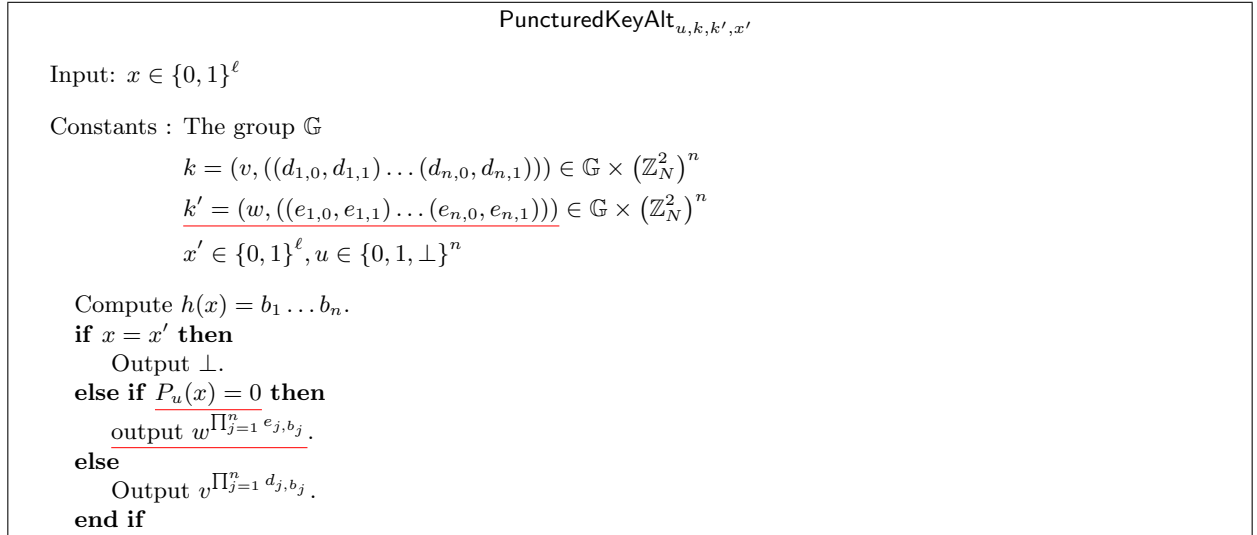 PuncturedKeyAlt_{u,k,k′,x′}
Input: x ∈ {0, 1}^ℓ
Constants : The group 𝔾
k = (v, ((d_{1,0}, d_{1,1}) … (d_{n,0}, d_{n,1}))) ∈ 𝔾 × (ℤ_N^2)^n
k′ = (w, ((e_{1,0}, e_{1,1}) … (e_{n,0}, e_{n,1}))) ∈ 𝔾 × (ℤ_N^2)^n
x′ ∈ {0, 1}^ℓ, u ∈ {0, 1, ⊥}^n
Compute h(x) = b_1 … b_n.
if x = x′ then
Output ⊥.
else if P_u(x) = 0 then
output w^{∏_{j=1}^n e_{j,b_j}}.
else
Output v^{∏_{j=1}^n d_{j,b_j}}.
end if